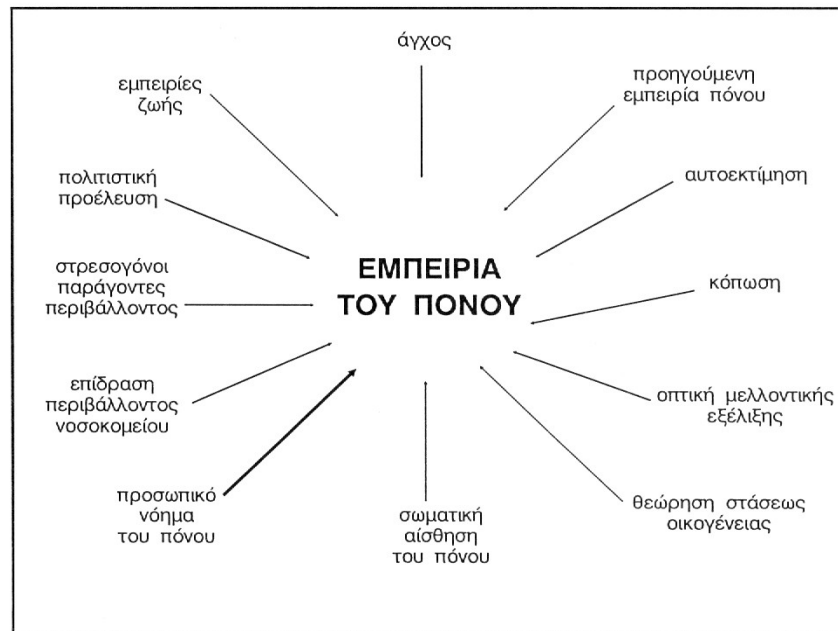 άγχος
προηγούμενη
εμπειρία πόνου
εμπειρίες
ζωής
αυτοεκτίμηση
πολιτιστική
προέλευση
ΕΜΠΕΙΡΙΑ
ΤΟΥ ΠΟΝΟΥ
στρεσογόνοι
παράγοντες
περιβάλλοντος
κόπωση
επίδραση
περιβάλλοντος
νοσοκομείου
οπτική μελλοντικής
εξέλιξης
προσωπικό
νόημα
του πόνου
σωματική
αίσθηση
του πόνου
θεώρηση στάσεως
οικογένειας